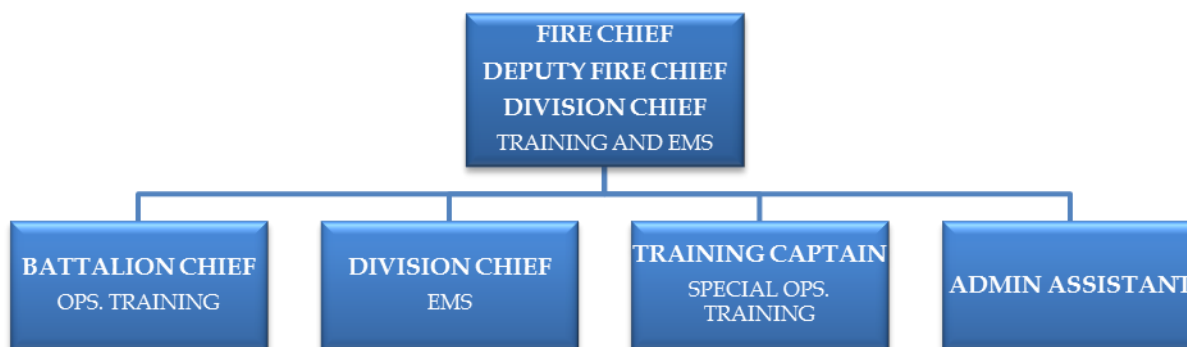 FIRE CHIEF
DEPUTY FIRE CHIEF
DIVISION CHIEF
TRAINING AND EMS
BATTALION CHIEF
OPS. TRAINING
DIVISION CHIEF
EMS
TRAINING CAPTAIN
SPECIAL OPS.
TRAINING
ADMIN ASSISTANT